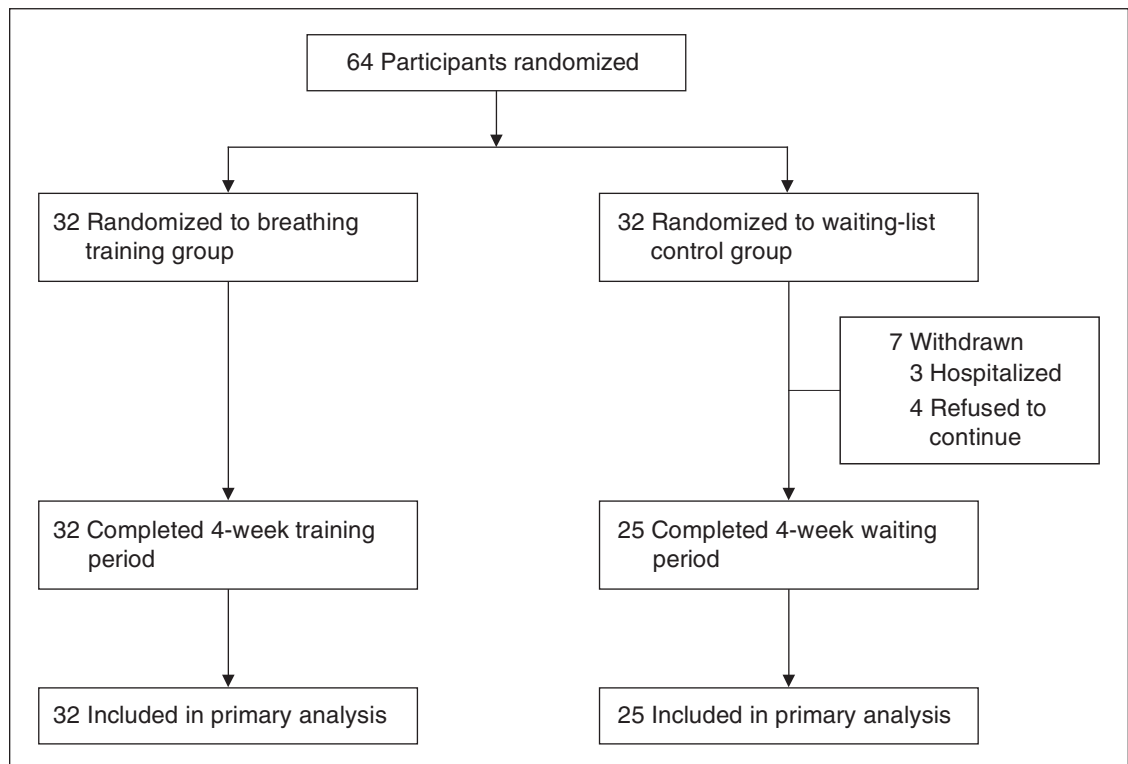 64 Participants randomized
32 Randomized to breathing
training group
32 Randomized to waiting-list
control group
7 Withdrawn
3 Hospitalized
4 Refused to
continue
32 Completed 4-week training
period
25 Completed 4-week waiting
period
32 Included in primary analysis
25 Included in primary analysis